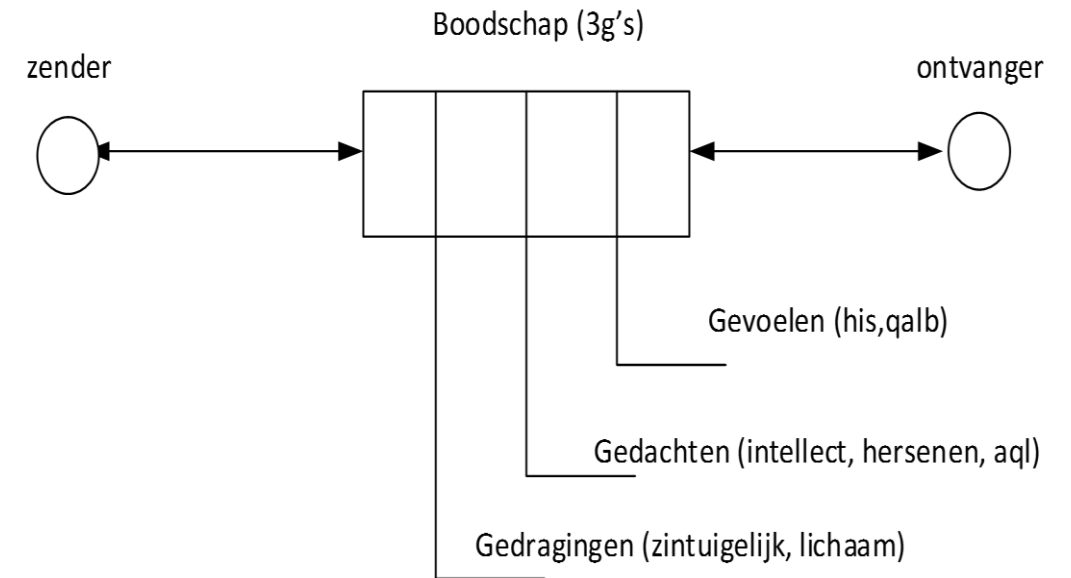 Boodschap (3g’s)
zender
ontvanger
Gevoelen (his,qalb)
Gedachten (intellect, hersenen, aql)
Gedragingen (zintuigelijk, lichaam)